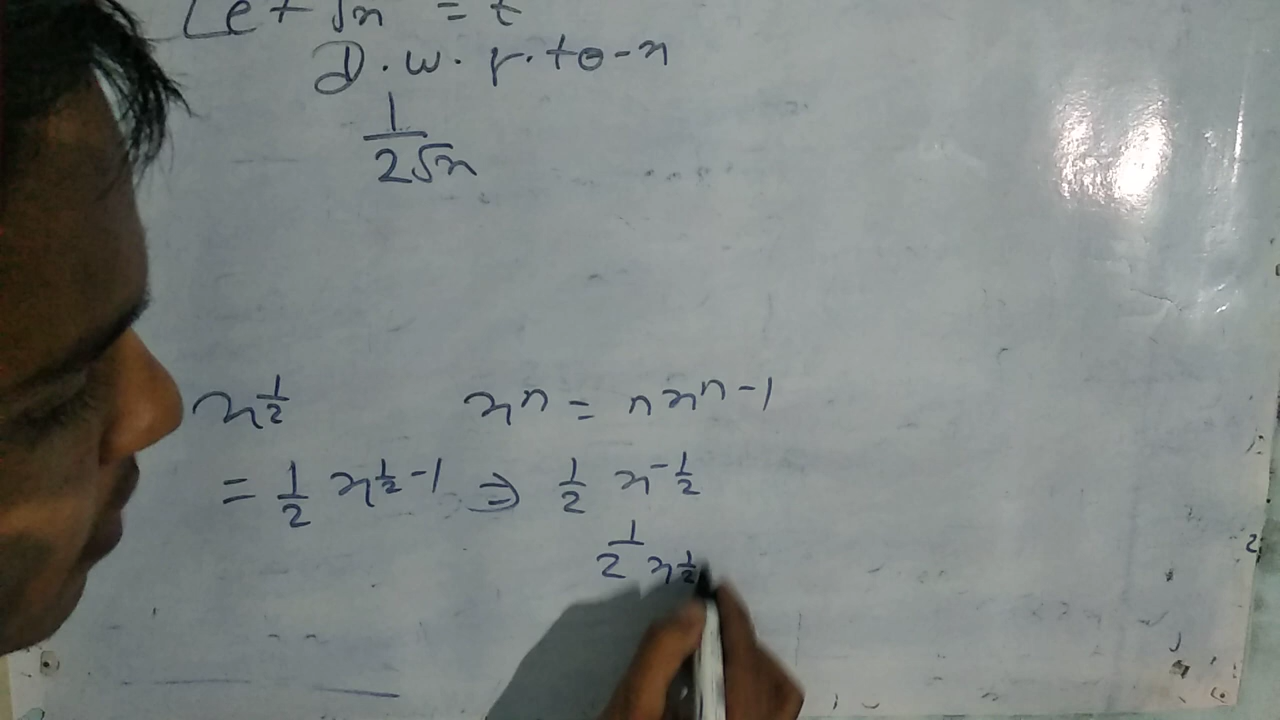 Let √x = t
D.w.r.to-x
1/2√x
x^1/2 x^n = nx^n-1
= 1/2 x^1/2-1 ⇒ 1/2 x^-1/2
1/2 x^1/2
2